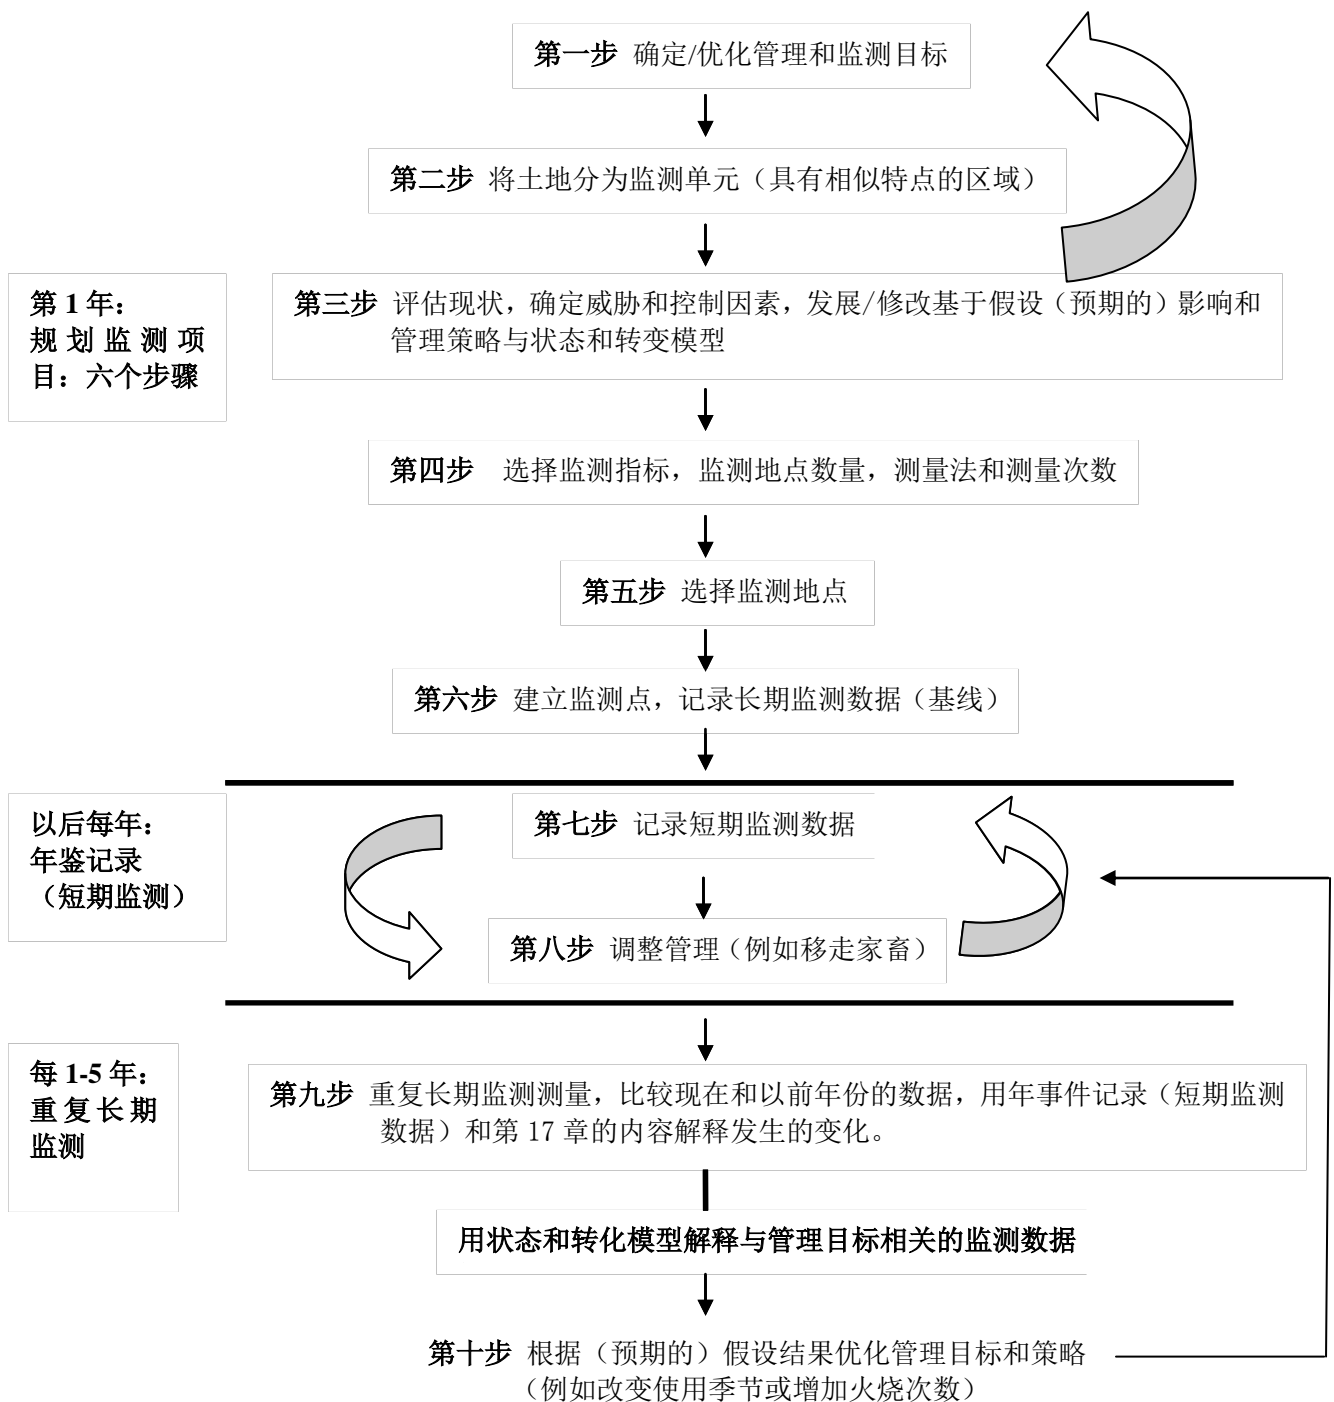 第一步 确定/优化管理和监测目标
第二步 将土地分为监测单元（具有相似特点的区域）
第 1 年：
规划监测项
目：六个步骤
第三步 评估现状，确定威胁和控制因素，发展/修改基于假设（预期的）影响和
管理策略与状态和转变模型
第四步 选择监测指标，监测地点数量，测量法和测量次数
第五步 选择监测地点
第六步 建立监测点，记录长期监测数据（基线）
以后每年：
年鉴记录
（短期监测）
第七步 记录短期监测数据
第八步 调整管理（例如移走家畜）
每 1-5 年：
重复长期
监测
第九步 重复长期监测测量，比较现在和以前年份的数据，用年事件记录（短期监测
数据）和第 17 章的内容解释发生的变化。
用状态和转化模型解释与管理目标相关的监测数据
第十步 根据（预期的）假设结果优化管理目标和策略
（例如改变使用季节或增加火烧次数）